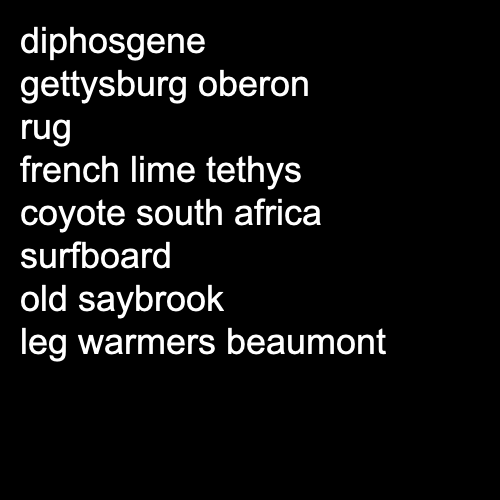 diphosgene
gettysburg oberon
rug
french lime tethys
coyote south africa
surfboard
old saybrook
leg warmers beaumont